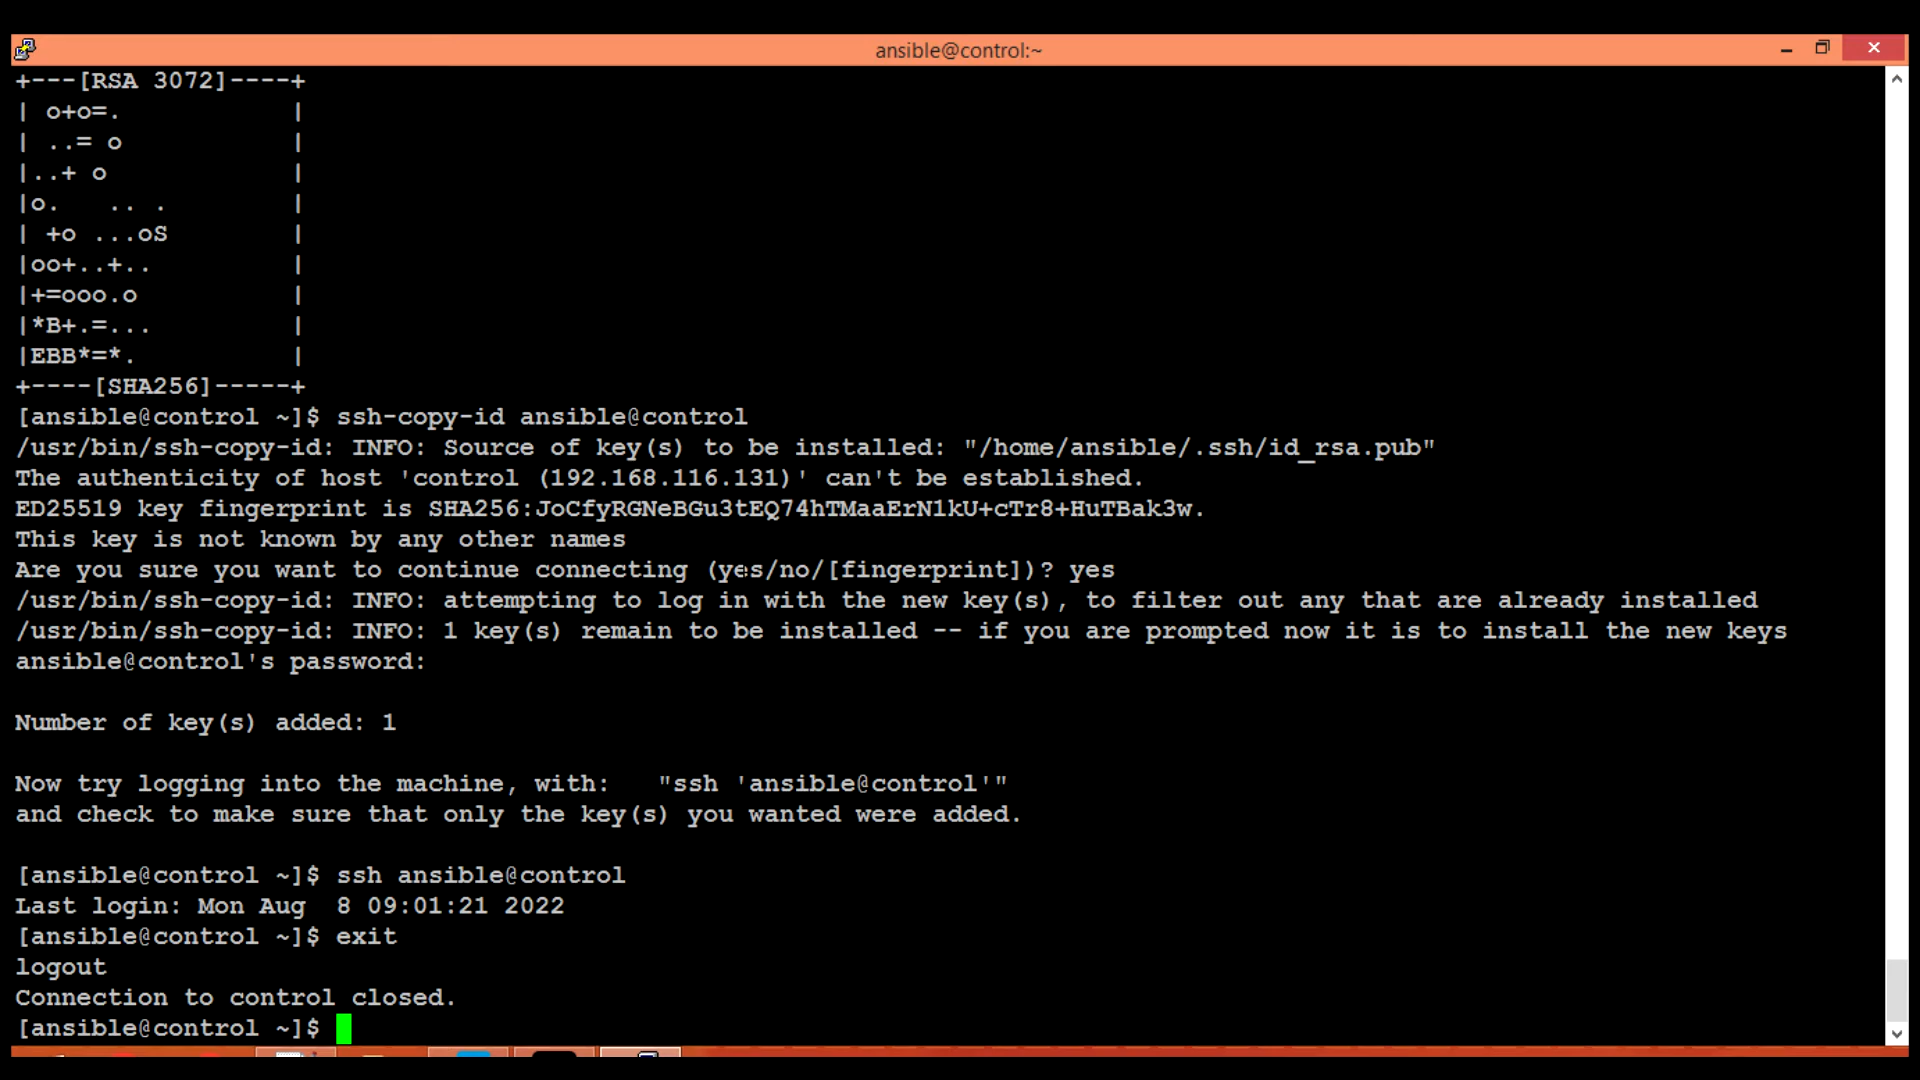 ansible@control:~
+---[RSA 3072]----+
| o+o=.           |
| ..= o           |
|..+ o            |
|o.   .. .        |
| +o ...oS        |
|oo+..+..         |
|+=ooo.o          |
|*B+.=...         |
|EBB*=*.          |
+----[SHA256]-----+
[ansible@control ~]$ ssh-copy-id ansible@control
/usr/bin/ssh-copy-id: INFO: Source of key(s) to be installed: "/home/ansible/.ssh/id_rsa.pub"
The authenticity of host 'control (192.168.116.131)' can't be established.
ED25519 key fingerprint is SHA256:JoCfyRGNeBGu3tEQ74hTMaaErN1kU+cTr8+HuTBak3w.
This key is not known by any other names
Are you sure you want to continue connecting (yes/no/[fingerprint])? yes
/usr/bin/ssh-copy-id: INFO: attempting to log in with the new key(s), to filter out any that are already installed
/usr/bin/ssh-copy-id: INFO: 1 key(s) remain to be installed -- if you are prompted now it is to install the new keys
ansible@control's password:
Number of key(s) added: 1
Now try logging into the machine, with:   "ssh 'ansible@control'"
and check to make sure that only the key(s) you wanted were added.
[ansible@control ~]$ ssh ansible@control
Last login: Mon Aug  8 09:01:21 2022
[ansible@control ~]$ exit
logout
Connection to control closed.
[ansible@control ~]$